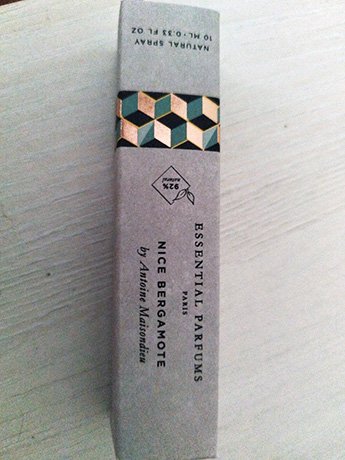 NATURAL SPRAY
10 ML - 0.33 FL OZ
92%
natural
ESSENTIAL PARFUMS
PARIS
NICE BERGAMOTE
by Antoine Maisondieu